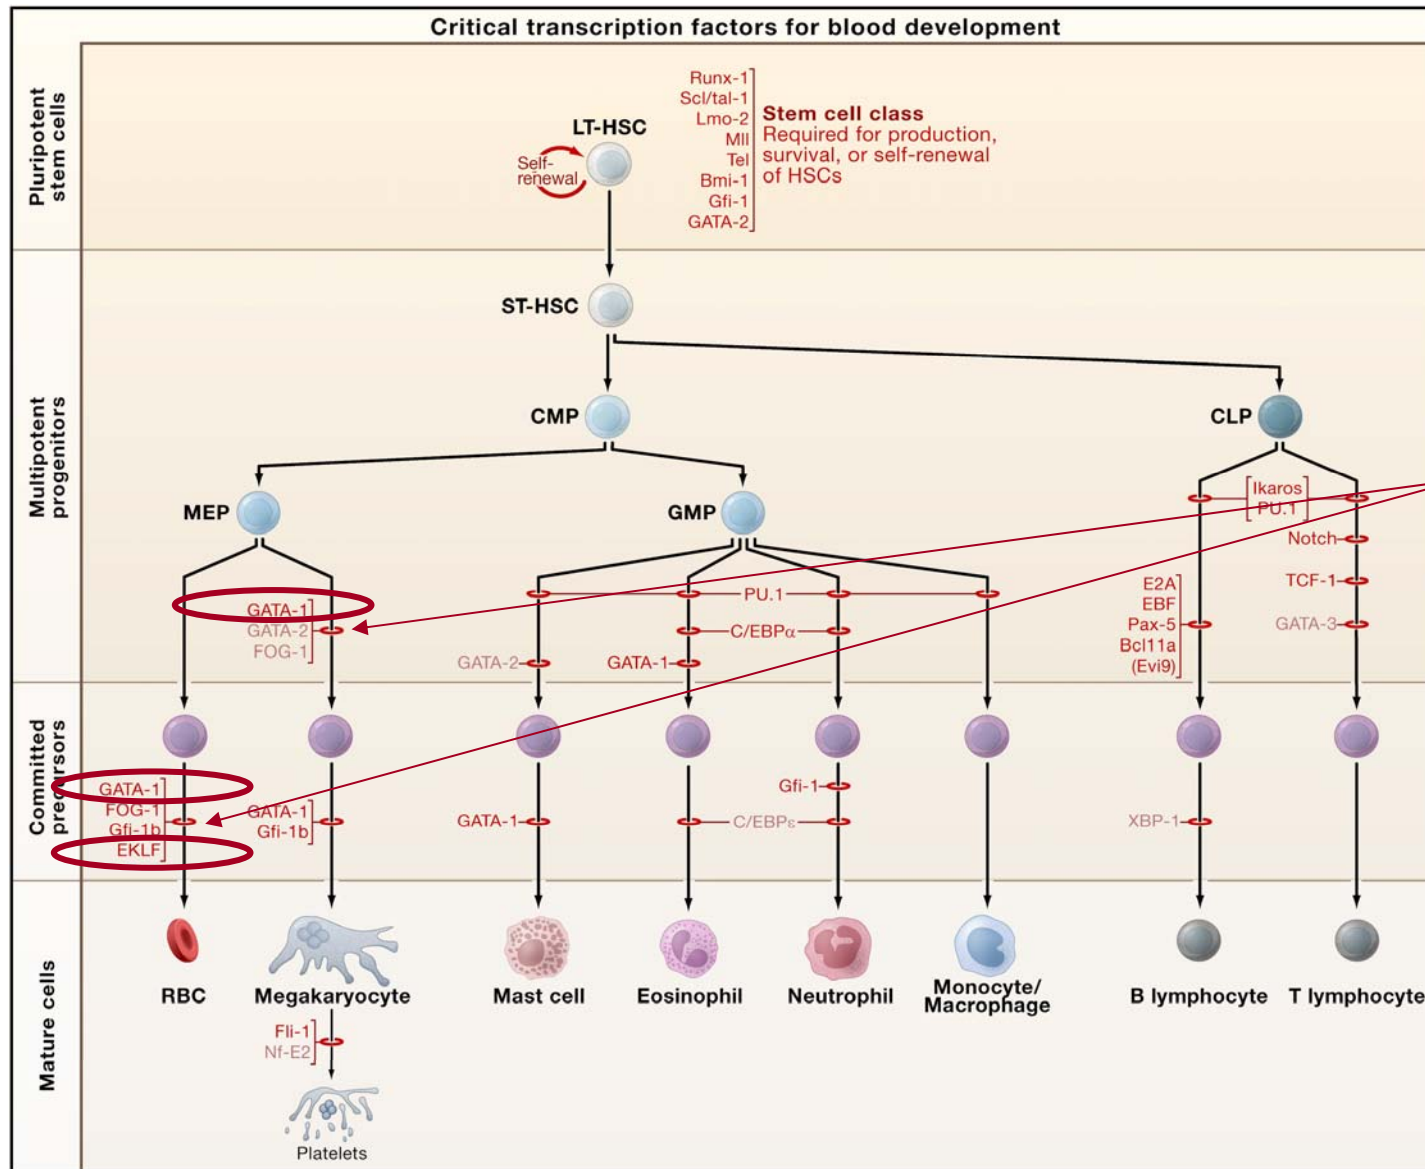 Critical transcription factors for blood development
Pluripotent
stem cells
LT-HSC
Self-
renewal
Runx-1
Scl/tal-1
Lmo-2
Mll
Tel
Bmi-1
Gfi-1
GATA-2
Stem cell class
Required for production,
survival, or self-renewal
of HSCs
Multipotent
progenitors
ST-HSC
CMP
CLP
MEP
GMP
Ikaros
PU.1
Notch
TCF-1
GATA-3
E2A
EBF
Pax-5
Bcl11a
(Evi9)
GATA-1
GATA-2
FOG-1
PU.1
C/EBPα
GATA-2
GATA-1
Committed
precursors
GATA-1
FOG-1
Gfi-1b
EKLF
GATA-1
Gfi-1b
GATA-1
Gfi-1
C/EBPε
XBP-1
Mature cells
RBC
Megakaryocyte
Mast cell
Eosinophil
Neutrophil
Monocyte/
Macrophage
B lymphocyte
T lymphocyte
Fli-1
Nf-E2
Platelets